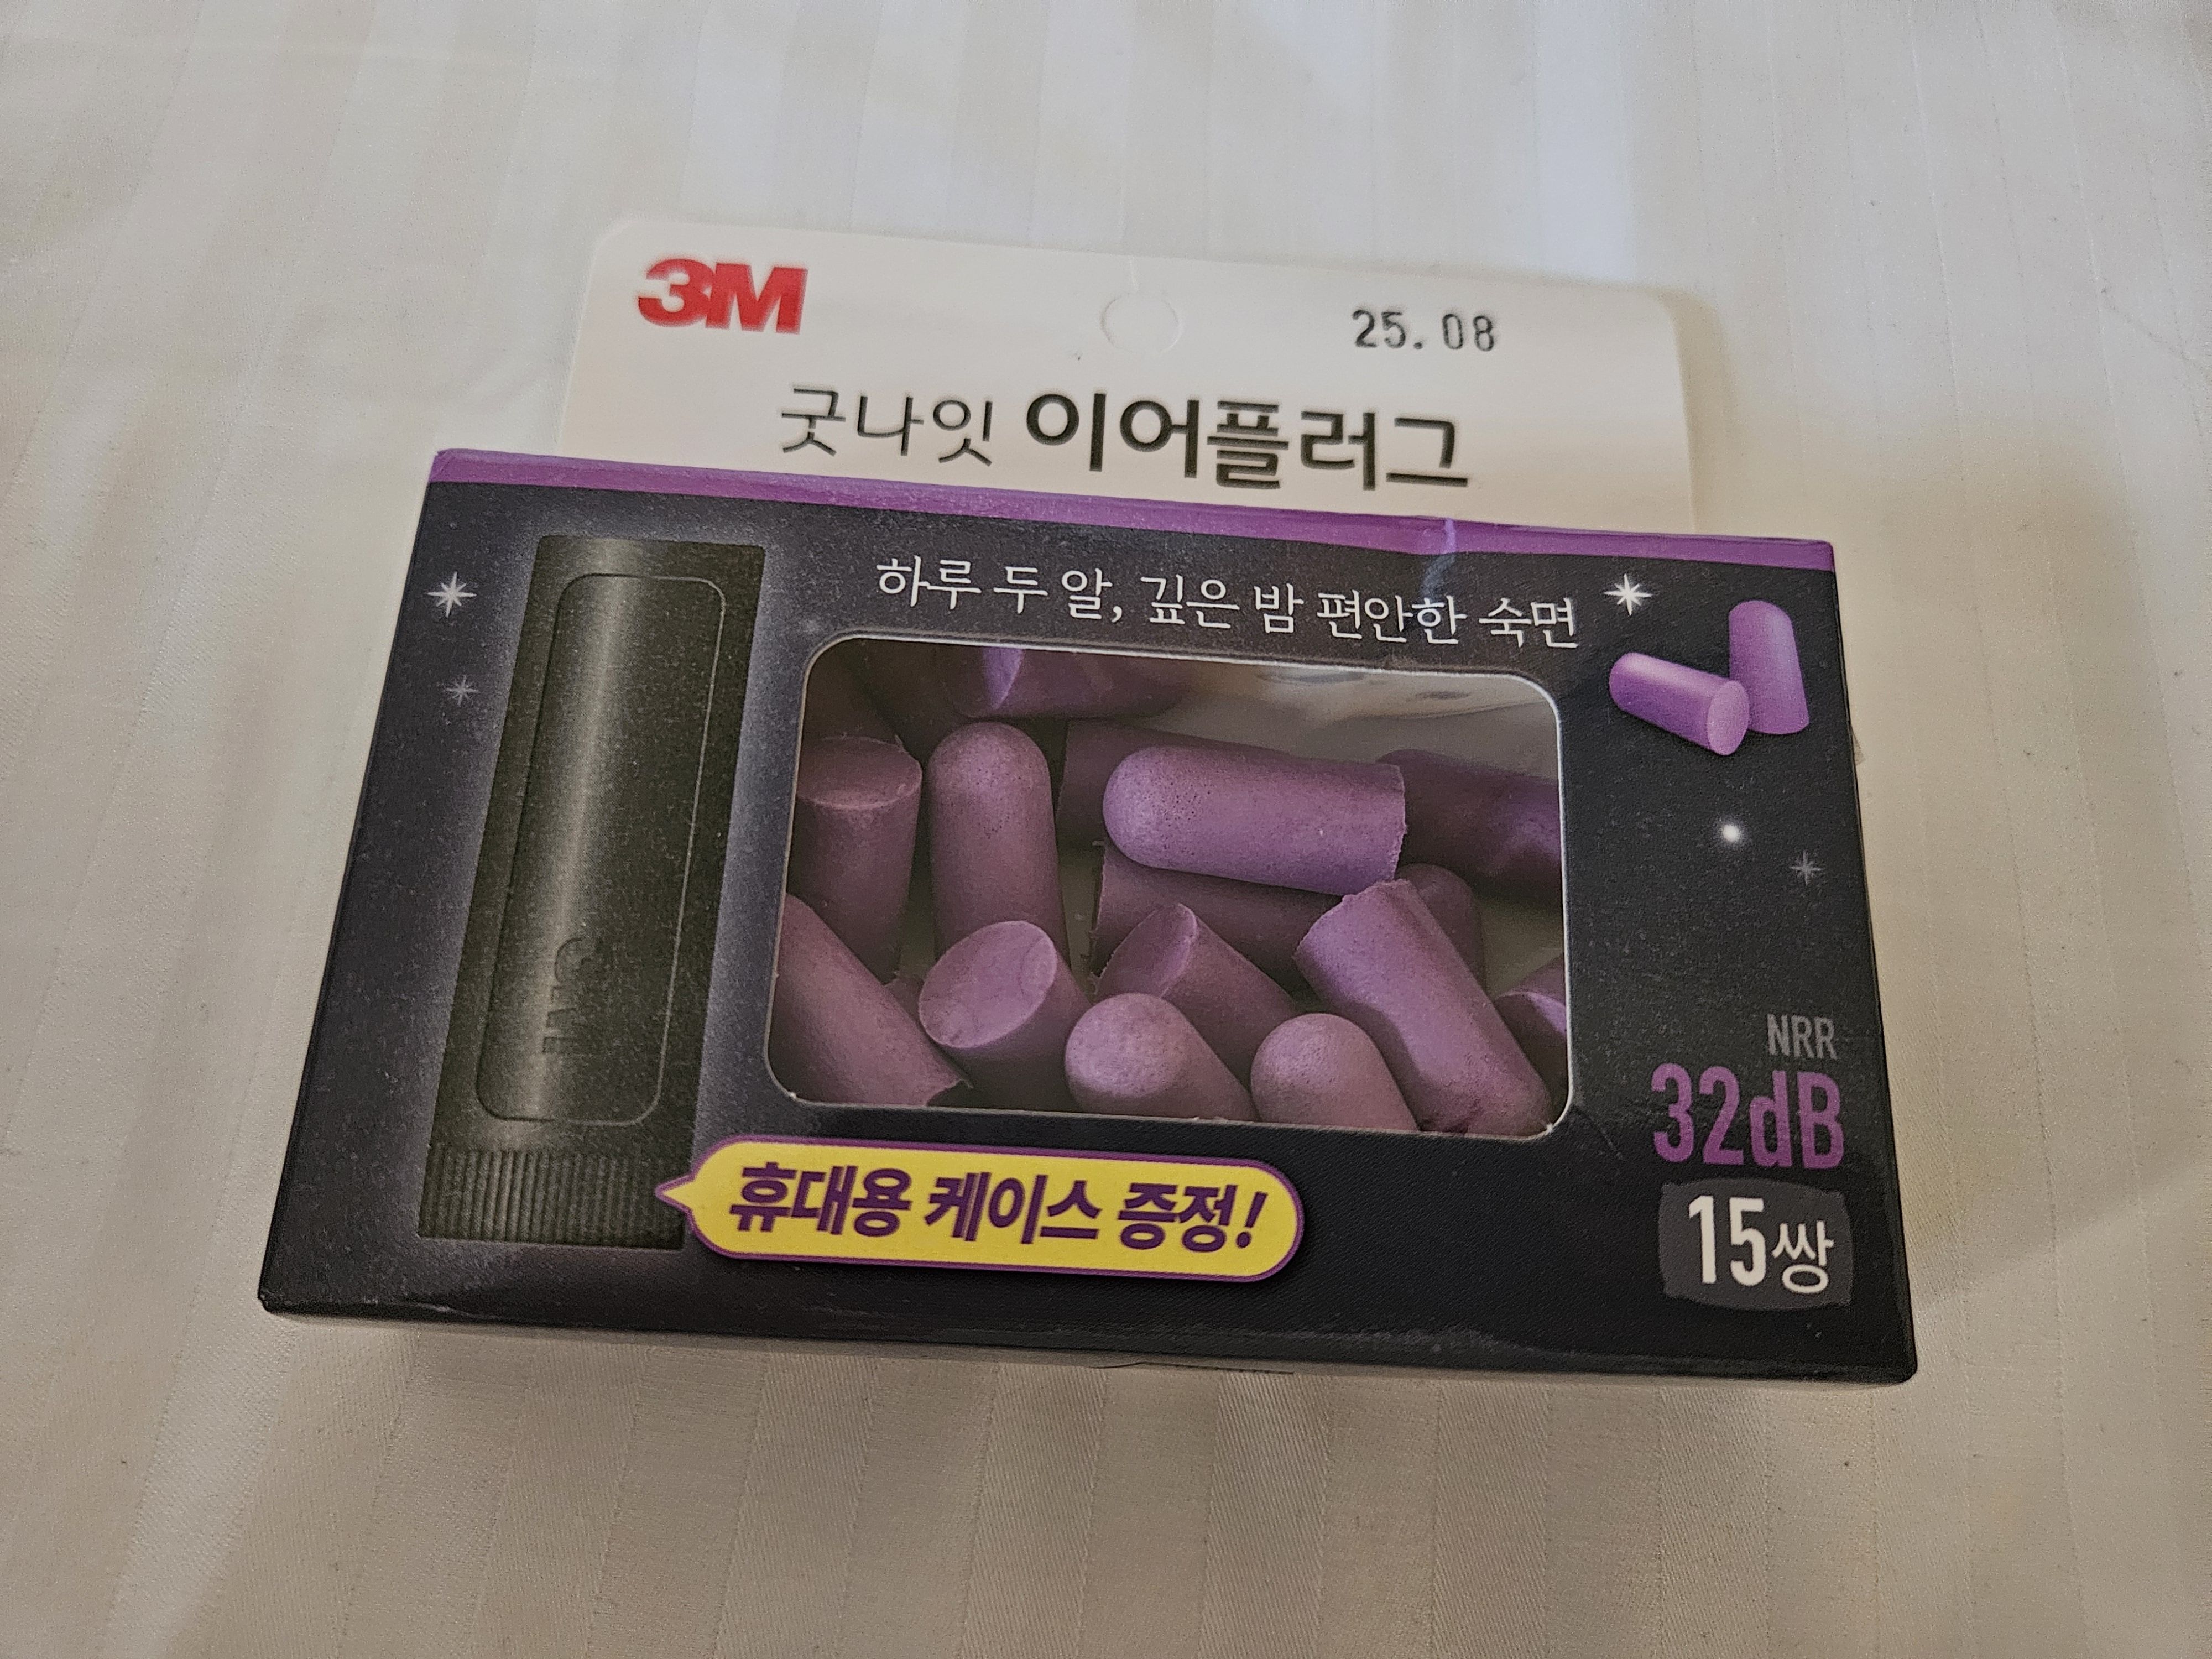 3M
25.08
굿나잇 이어플러그
하루 두 알, 깊은 밤 편안한 숙면
3M
NRR
32dB
15쌍
휴대용 케이스 증정!